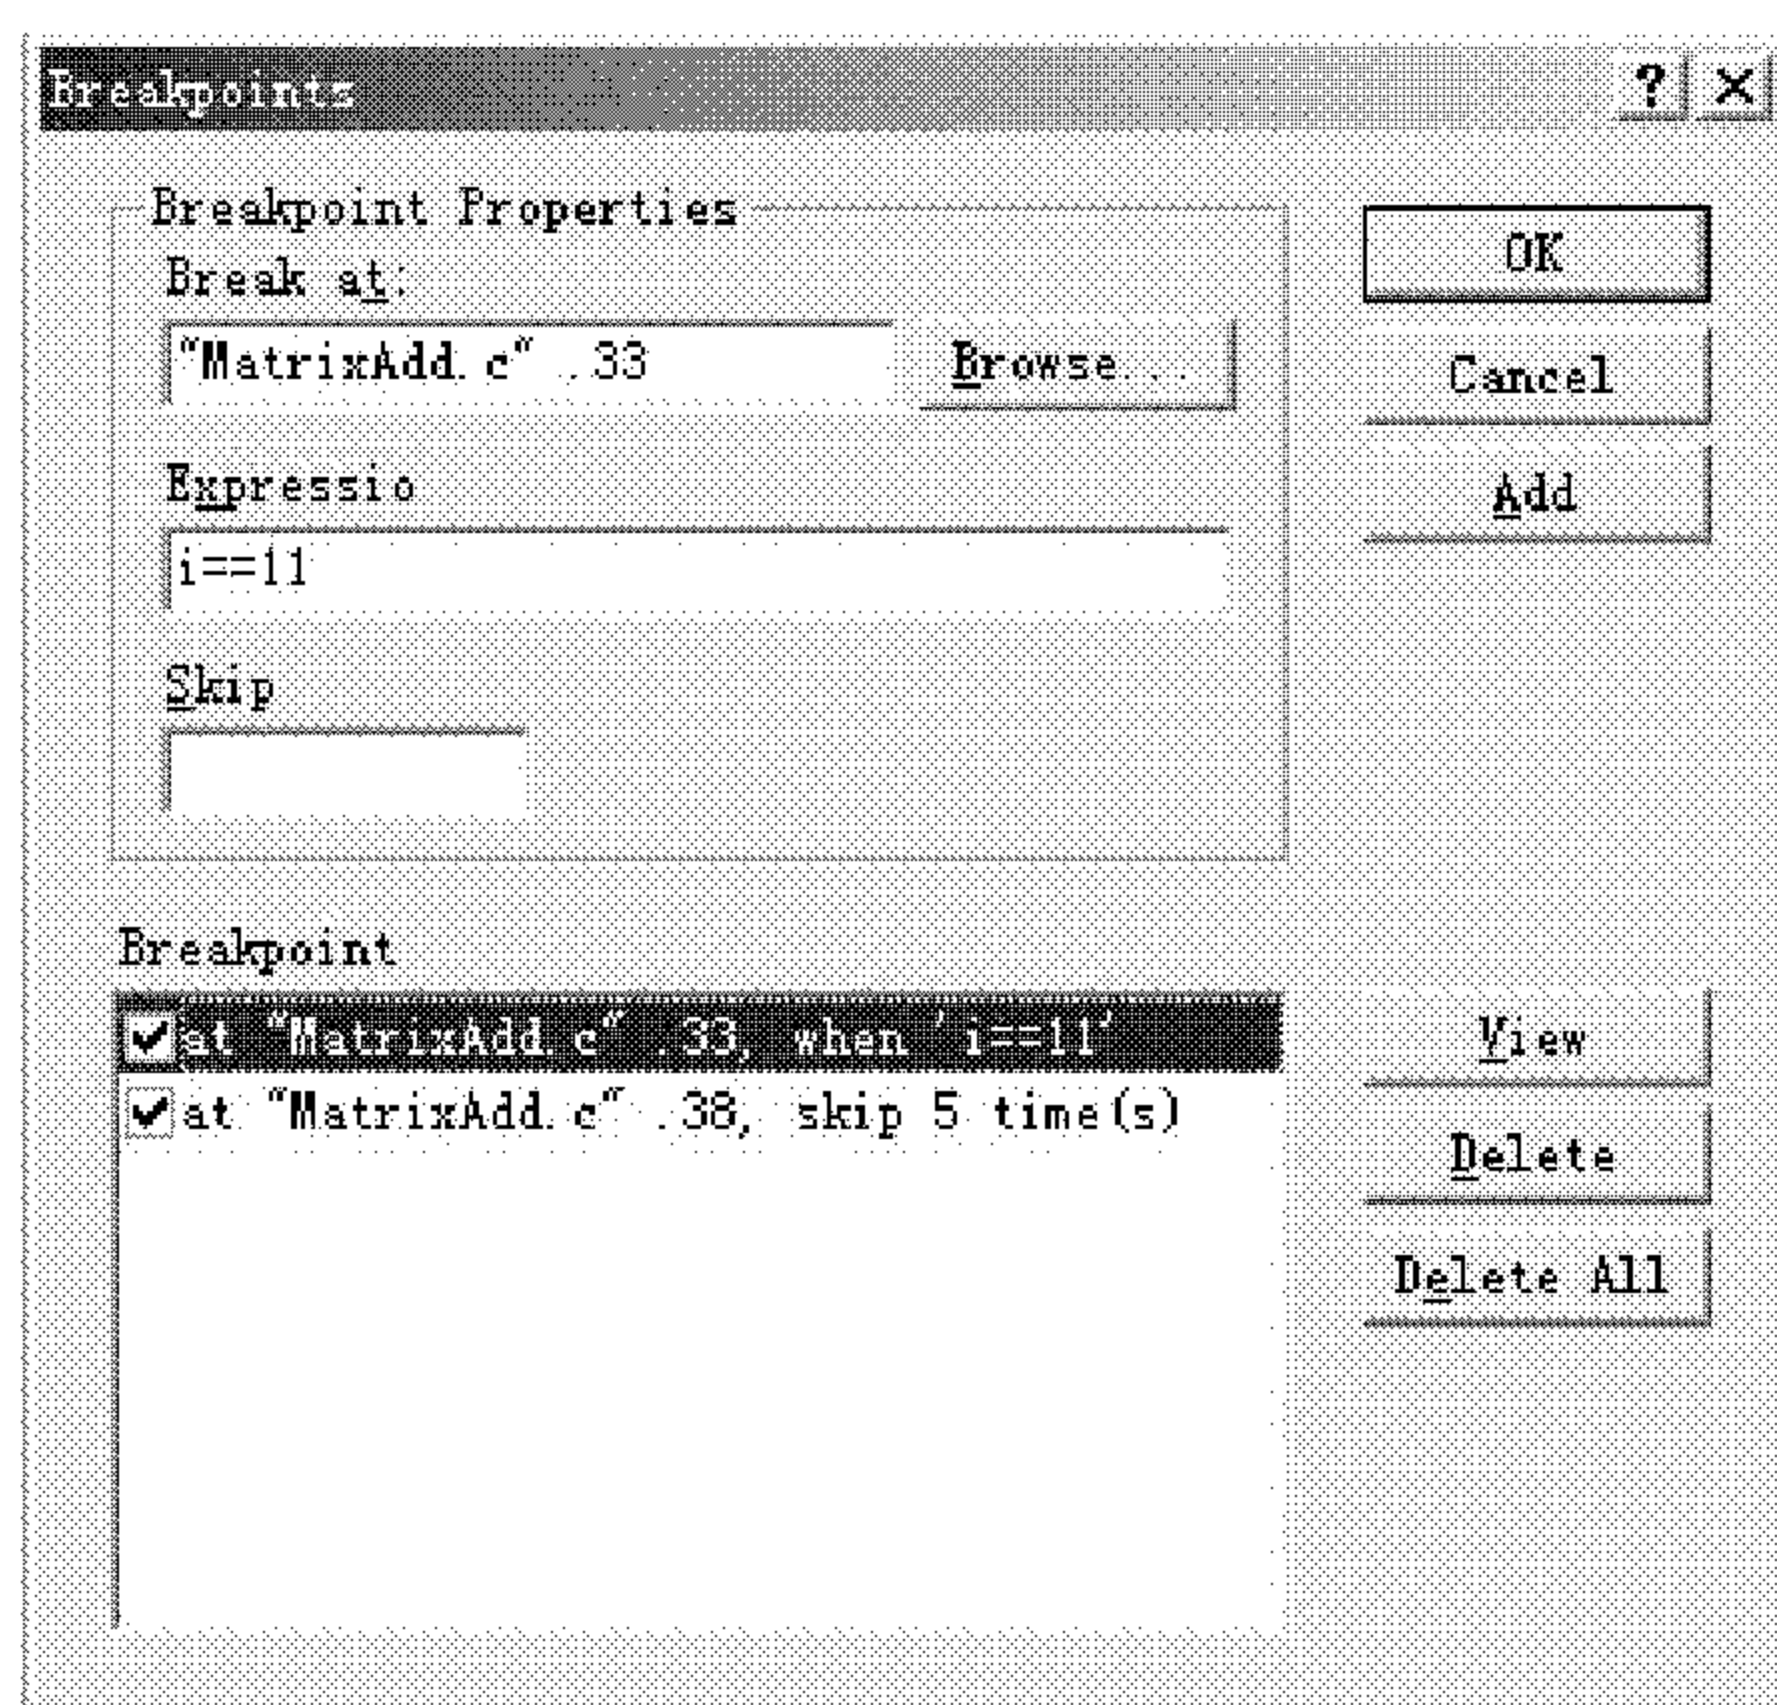 Breakpoints ? ×
Breakpoint Properties
Break at:
"MatrixAdd.c" .33
Browse...
Expressio
i==11
Skip
OK
Cancel
Add
Breakpoint
at "MatrixAdd.c" .33, when 'i==11'
at "MatrixAdd.c" .38, skip 5 time(s)
View
Delete
Delete All